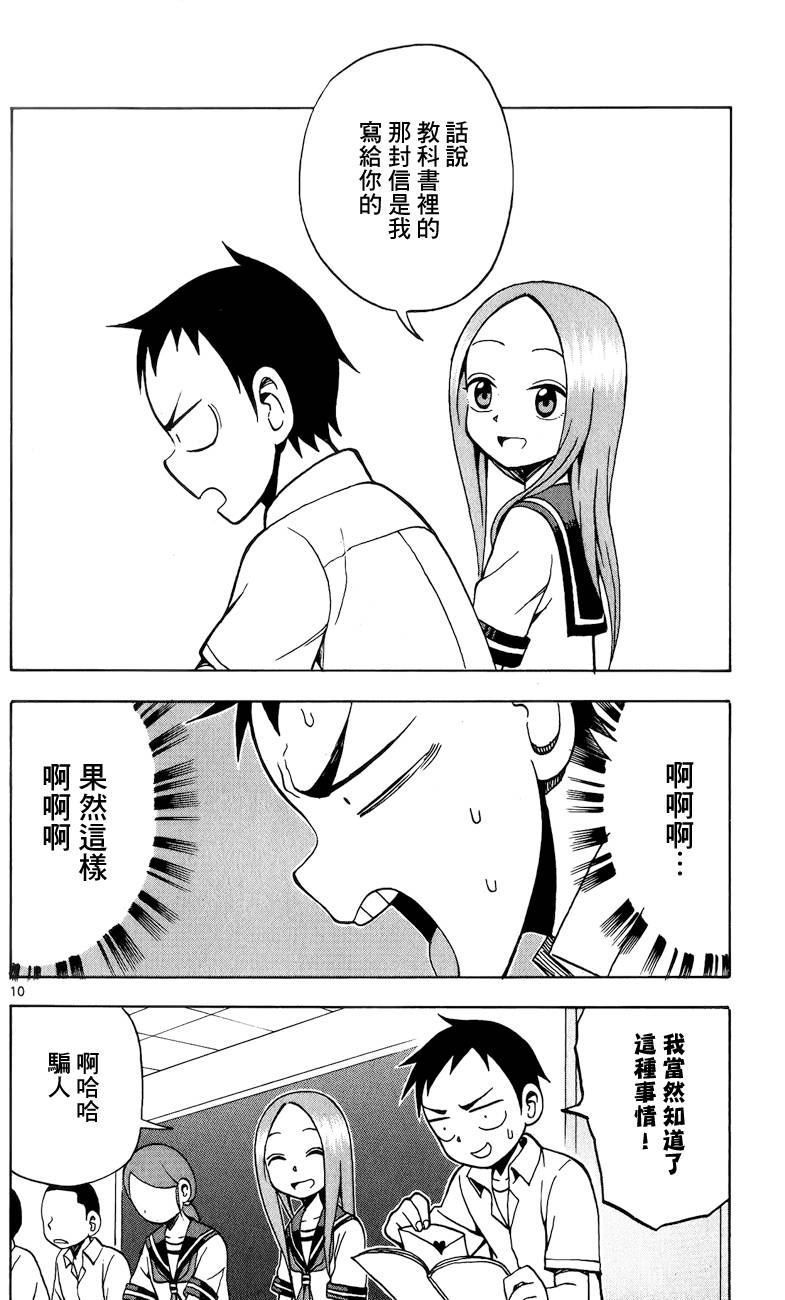 話說
教科書裡的
那封信是我
寫給你的
啊啊啊…
果然這樣
啊啊啊
10
我當然知道了
這種事情！
啊哈哈
騙人